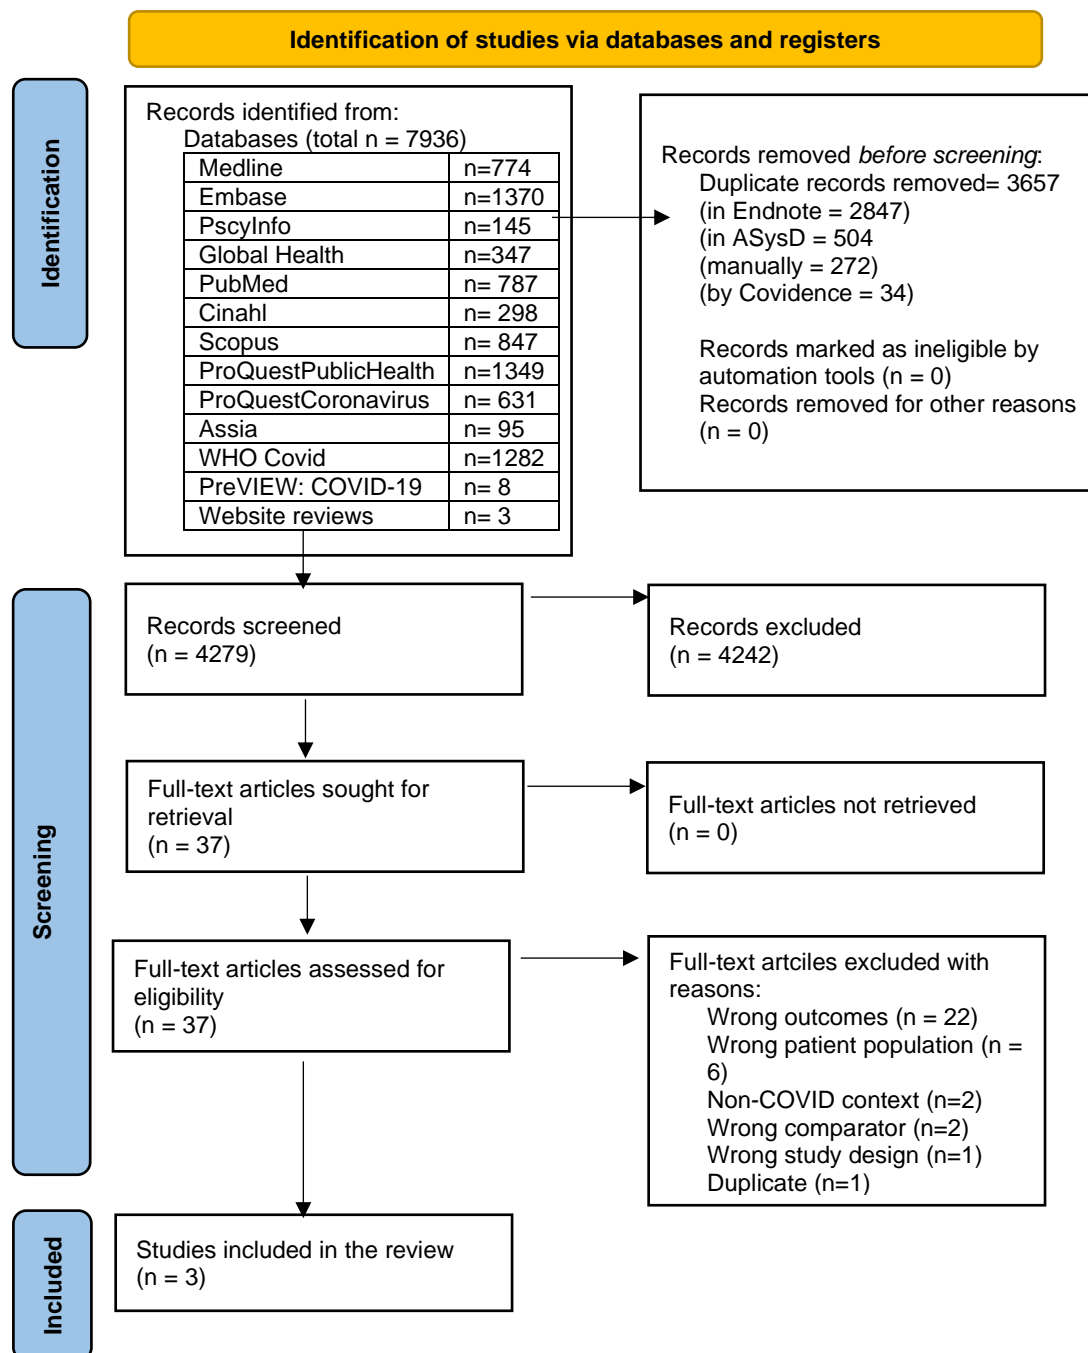 Identification of studies via databases and registers
Identification
Records identified from:
Databases (total n = 7936)
Medline n=774
Embase n=1370
PscyInfo n=145
Global Health n=347
PubMed n= 787
Cinahl n= 298
Scopus n= 847
ProQuestPublicHealth n=1349
ProQuestCoronavirus n= 631
Assia n= 95
WHO Covid n=1282
PreVIEW: COVID-19 n= 8
Website reviews n= 3
Records removed before screening:
Duplicate records removed= 3657
(in Endnote = 2847)
(in ASysD = 504
(manually = 272)
(by Covidence = 34)
Records marked as ineligible by
automation tools (n = 0)
Records removed for other reasons
(n = 0)
Screening
Records screened
(n = 4279)
Records excluded
(n = 4242)
Full-text articles sought for
retrieval
(n = 37)
Full-text articles not retrieved
(n = 0)
Full-text articles assessed for
eligibility
(n = 37)
Full-text artciles excluded with
reasons:
Wrong outcomes (n = 22)
Wrong patient population (n =
6)
Non-COVID context (n=2)
Wrong comparator (n=2)
Wrong study design (n=1)
Duplicate (n=1)
Included
Studies included in the review
(n = 3)